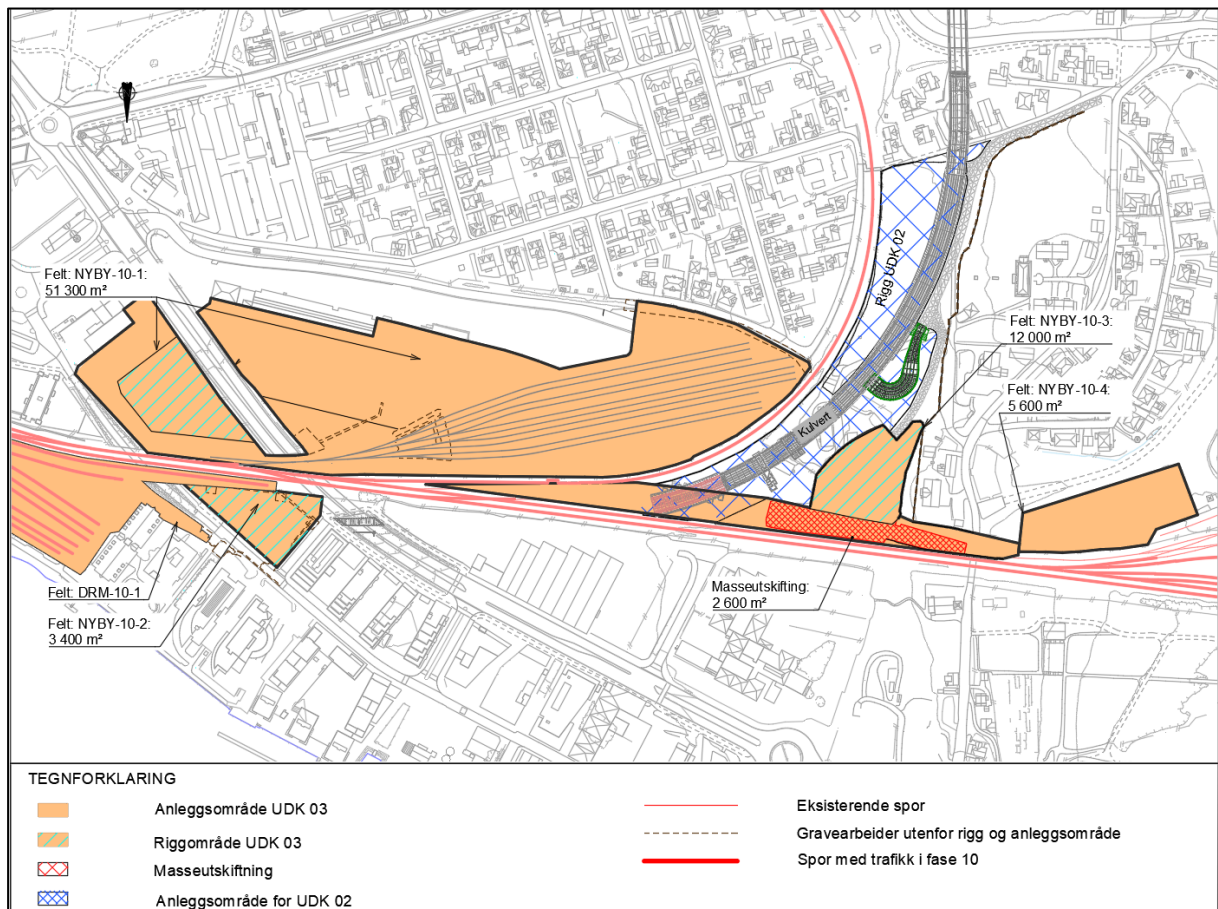 Felt: NYBY-10-1:
51 300 m²
Rigg UDK 02
Felt: NYBY-10-3:
12 000 m²
Felt: NYBY-10-4:
5 600 m²
Kulvert
Masseutskifting:
2 600 m²
Felt: DRM-10-1
Felt: NYBY-10-2:
3 400 m²
TEGNFORKLARING
Anleggsområde UDK 03
Riggområde UDK 03
Masseutskiftning
Anleggsområde for UDK 02
Eksisterende spor
Gravearbeider utenfor rigg og anleggsområde
Spor med trafikk i fase 10